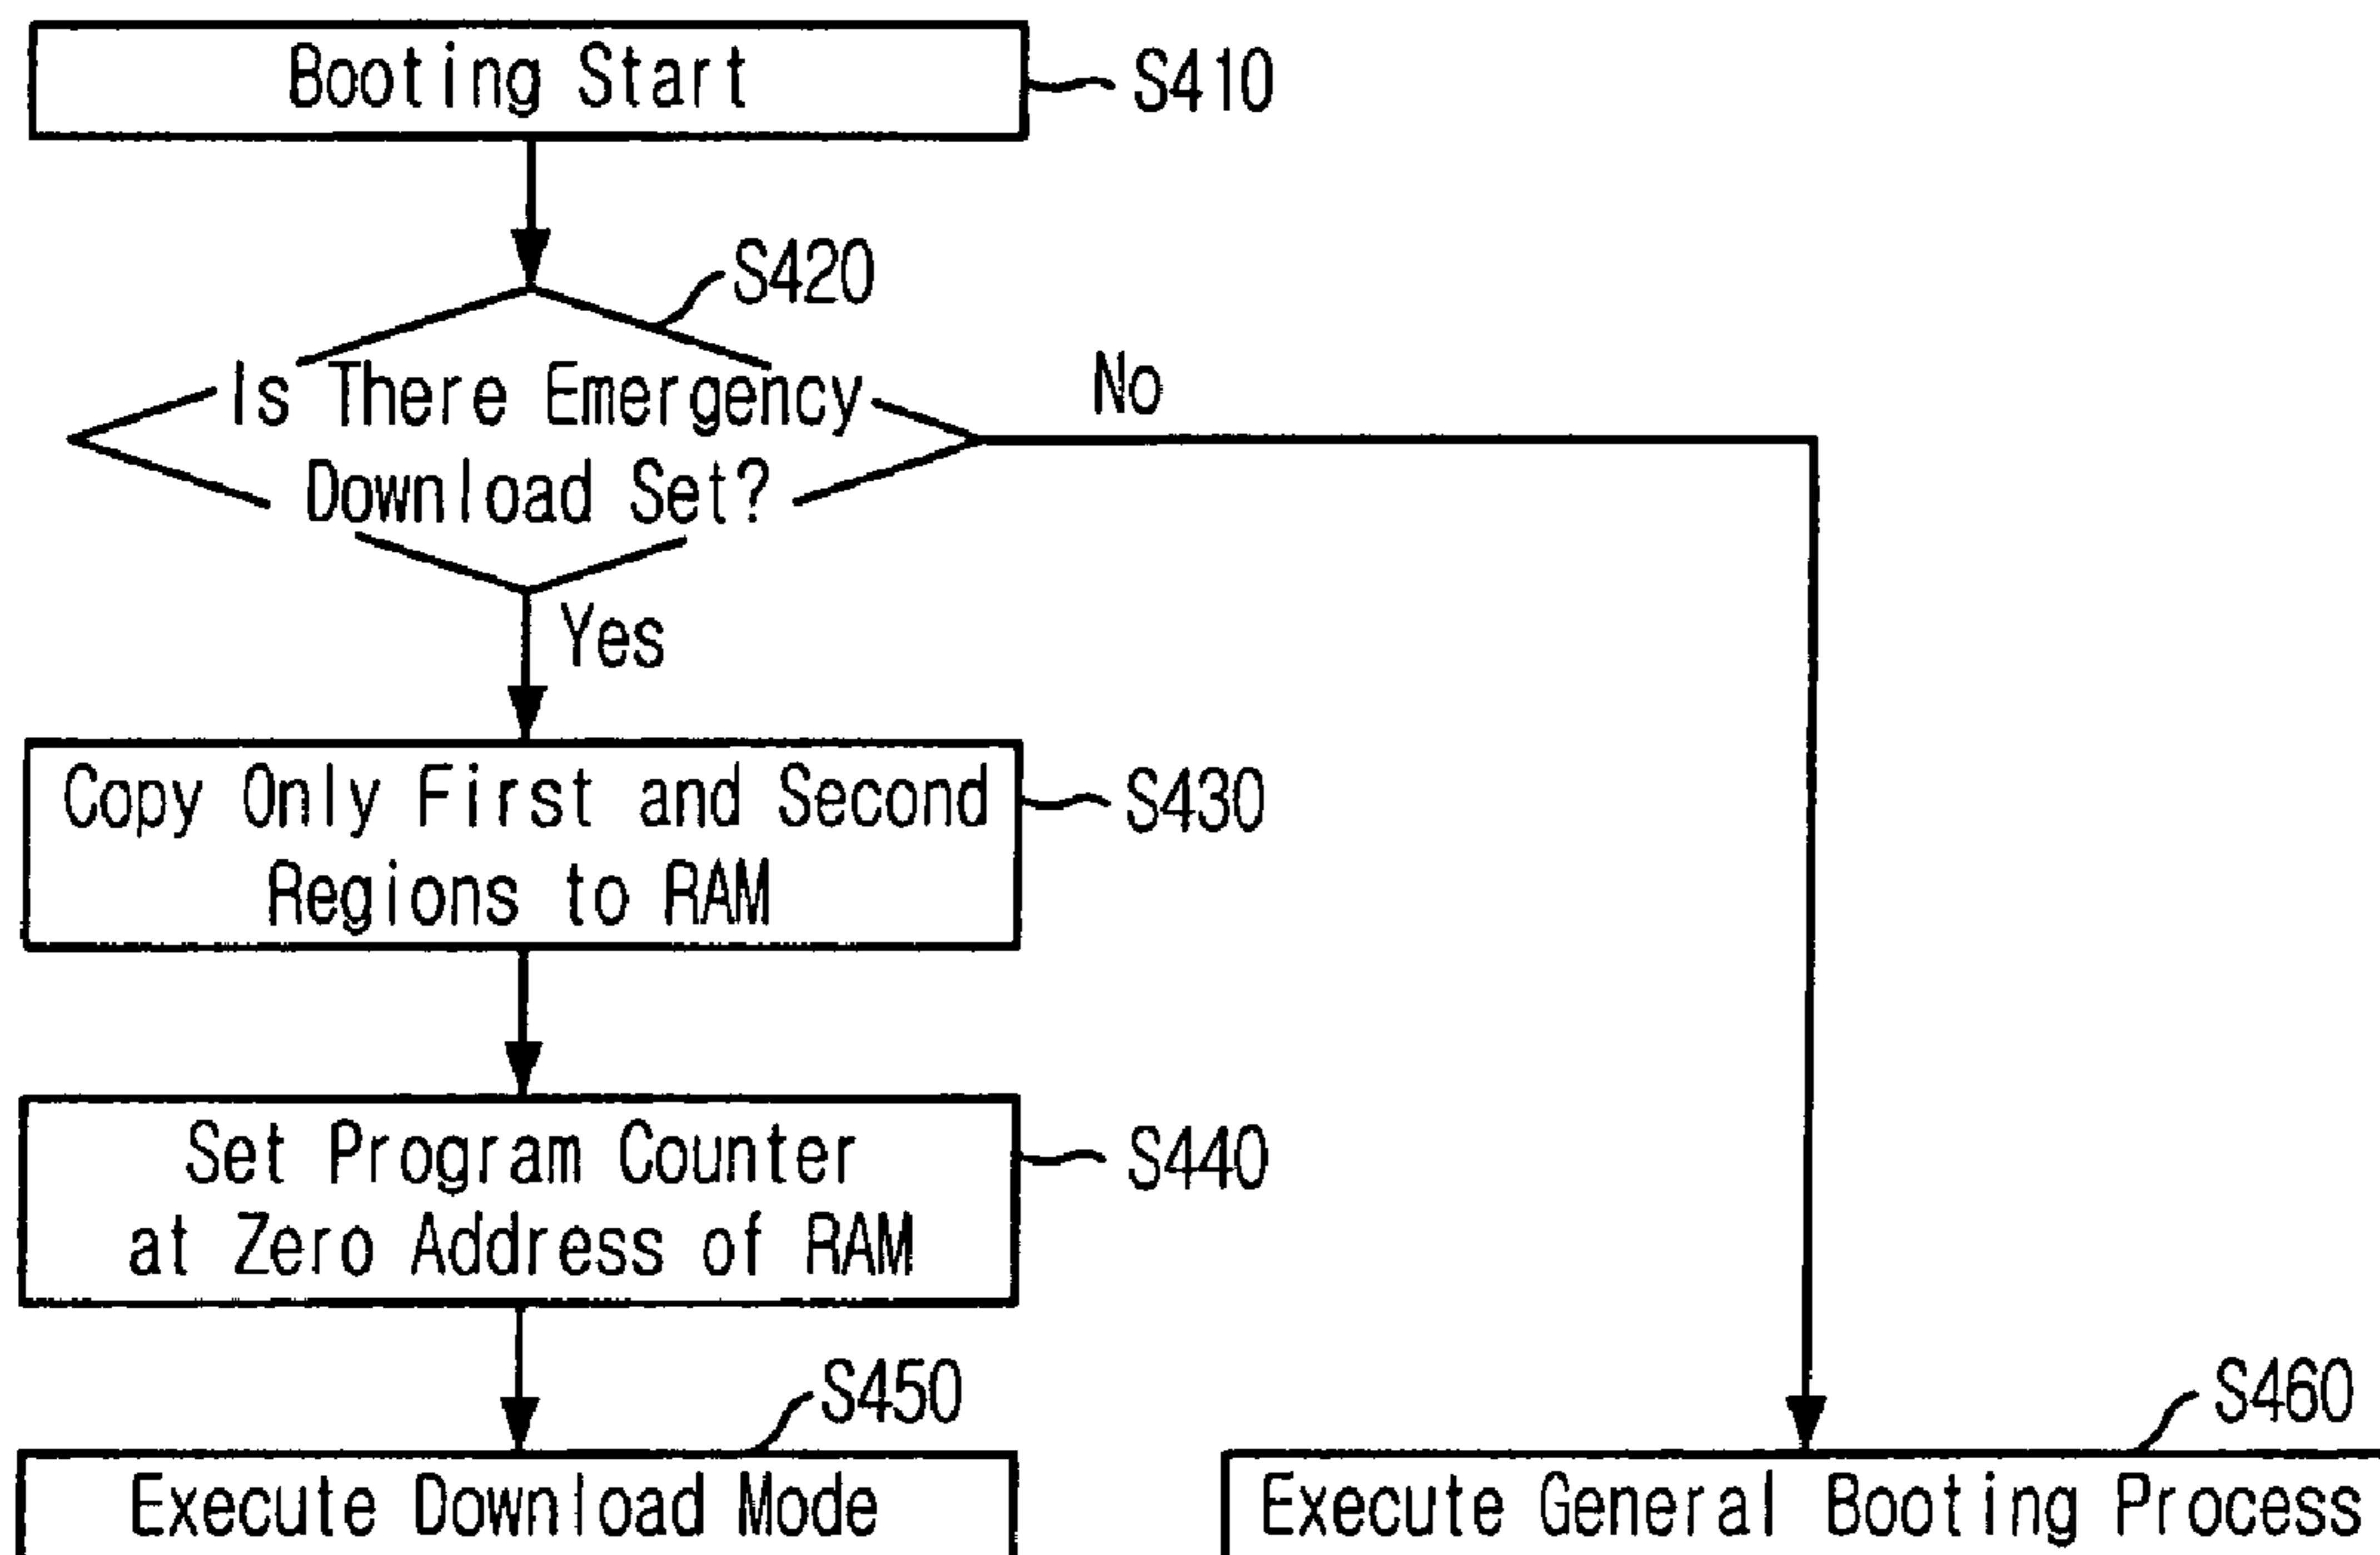 Booting Start
S410
S420
Is There Emergency
Download Set?
No
Yes
Copy Only First and Second
Regions to RAM
S430
Set Program Counter
at Zero Address of RAM
S440
S450
Execute Download Mode
S460
Execute General Booting Process